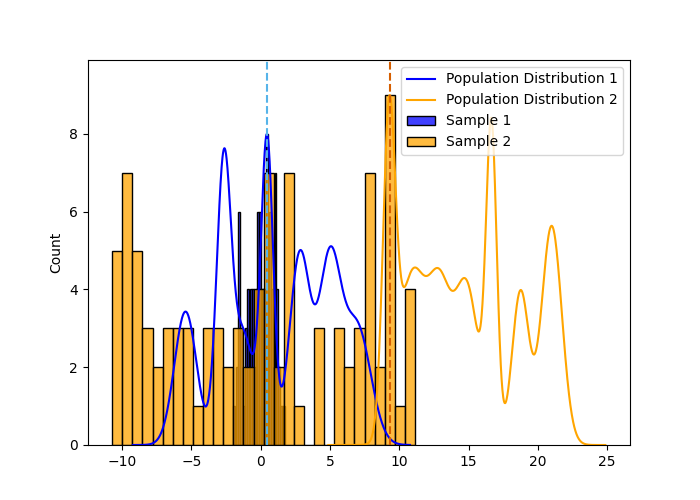 Population Distribution 1
Population Distribution 2
Sample 1
Sample 2
Count
8
6
4
2
0
−10
−5
0
5
10
15
20
25